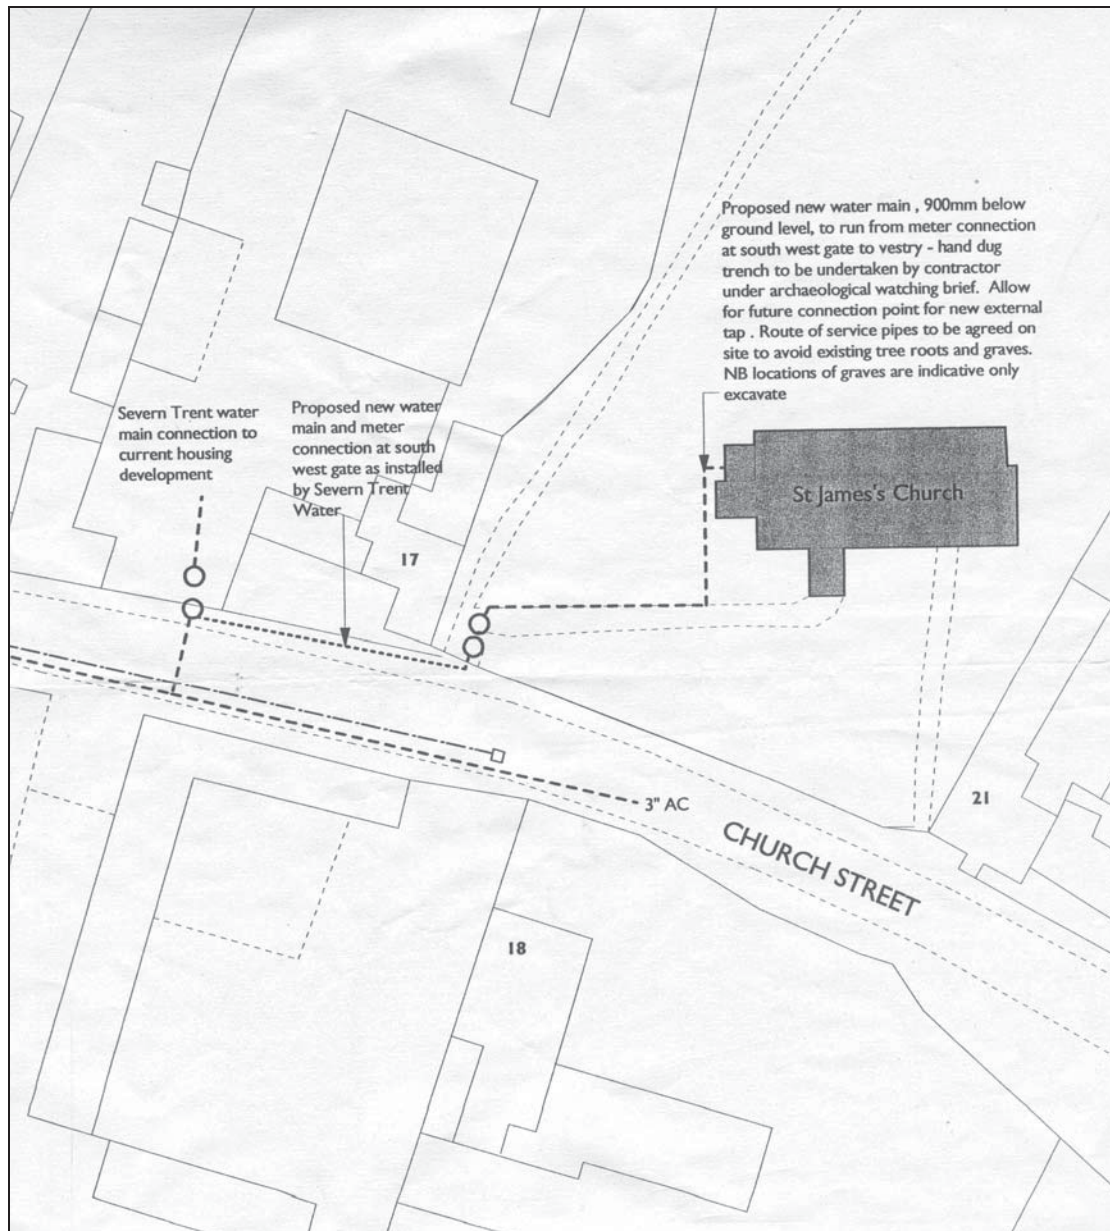 Proposed new water main , 900mm below
ground level, to run from meter connection
at south west gate to vestry - hand dug
trench to be undertaken by contractor
under archaeological watching brief.  Allow
for future connection point for new external
tap . Route of service pipes to be agreed on
site to avoid existing tree roots and graves.
NB locations of graves are indicative only
excavate
Severn Trent water
main connection to
current housing
development
Proposed new water
main and meter
connection at south
west gate as installed
by Severn Trent
Water
St James's Church
17
3" AC
CHURCH STREET
21
18